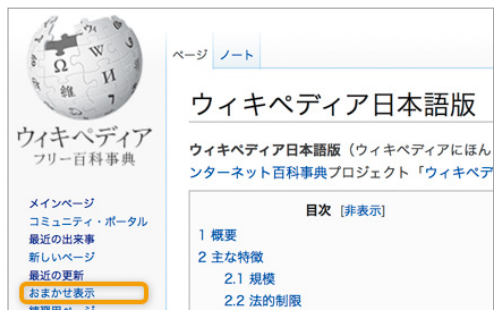 ページ ノート
ウィキペディア
フリー百科事典
メインページ
コミュニティ・ポータル
最近の出来事
新しいページ
最近の更新
おまかせ表示
ウィキペディア日本語版
ウィキペディア日本語版（ウィキペディアにほん
ンターネット百科事典プロジェクト「ウィキペデ
目次 [非表示]
1 概要
2 主な特徴
2.1 規模
2.2 法的制限